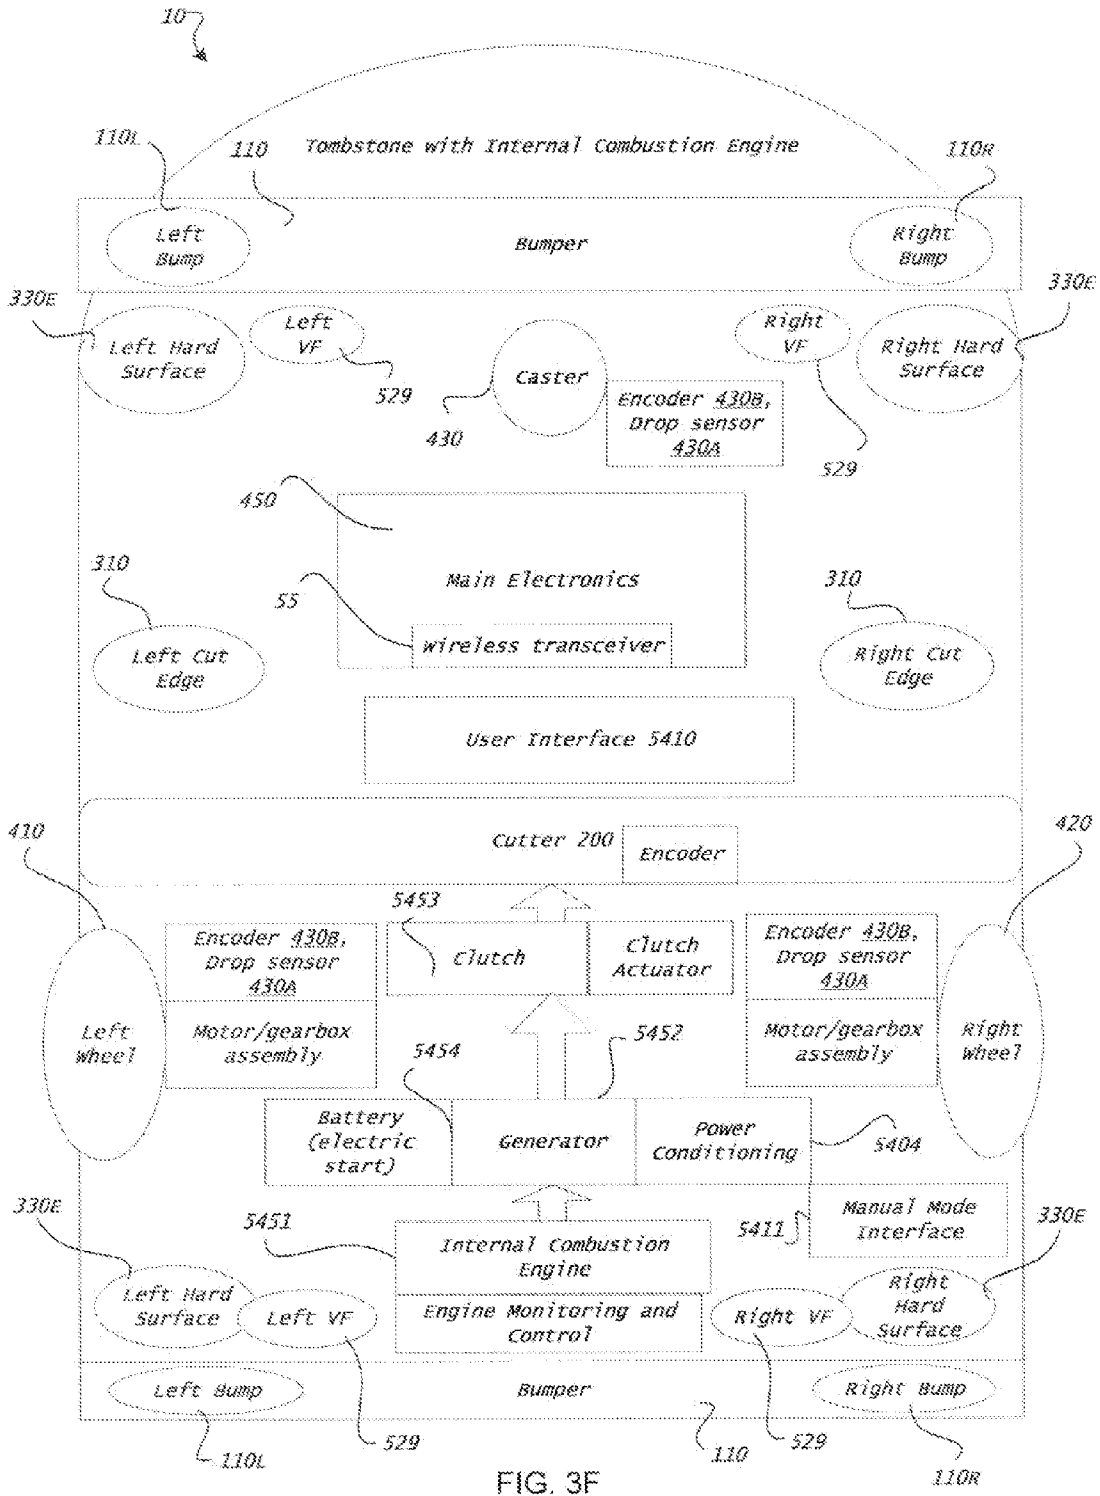 10
Tombstone with Internal Combustion Engine
110L
110
110R
Left
Bump
Bumper
Right
Bump
330E
330E
Left Hard
Surface
Left
VF
529
Caster
430
Encoder 430B,
Drop sensor
430A
Right
VF
529
Right Hard
Surface
450
Main Electronics
55
Wireless transceiver
310
Left Cut
Edge
310
Right Cut
Edge
User Interface 5410
410
Cutter 200
Encoder
420
5453
Encoder 430B,
Drop sensor
430A
Clutch
Clutch
Actuator
Encoder 430B,
Drop sensor
430A
Left
Wheel
Motor/gearbox
assembly
Motor/gearbox
assembly
Right
Wheel
5454
5452
Battery
(electric
start)
Generator
Power
Conditioning
5404
330E
5451
Internal Combustion
Engine
5411
Manual Mode
Interface
330E
Left Hard
Surface
Left VF
Engine Monitoring and
Control
Right VF
Right
Hard
Surface
Left Bump
Bumper
Right Bump
110L
529
110
529
110R
FIG. 3F